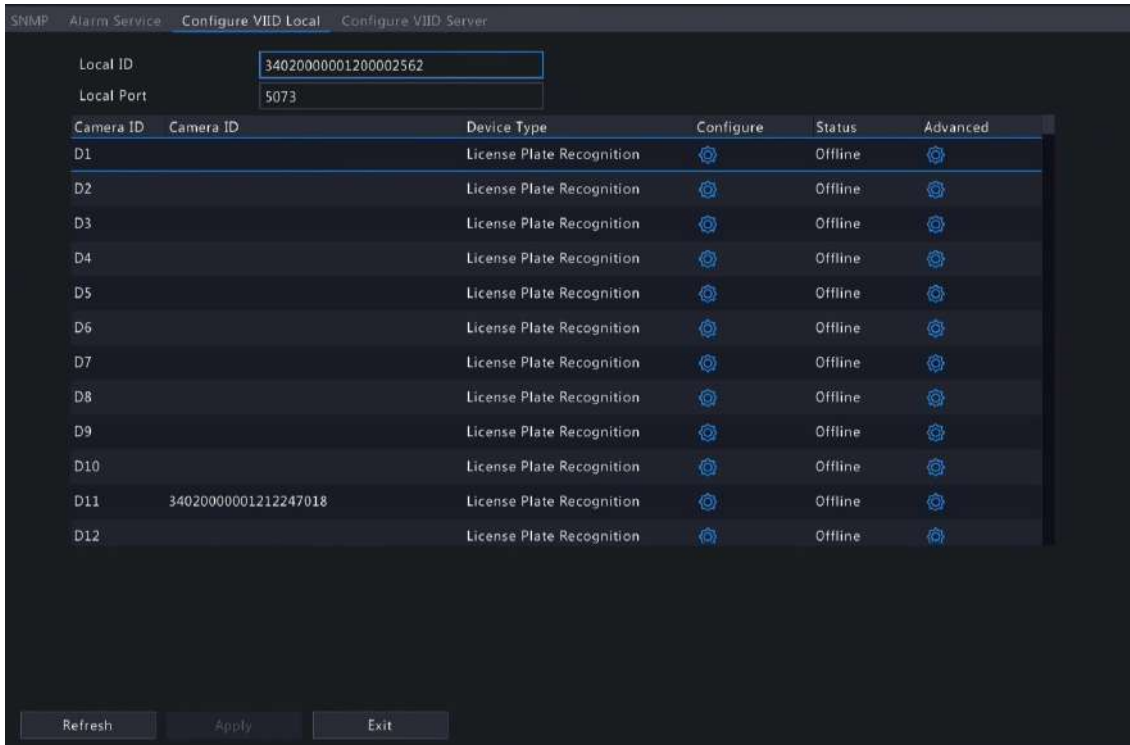 SNMP Alarm Service Configure VIID Local Configure VIID Server
Local ID 34020000001200002562
Local Port 5073
Camera ID Camera ID Device Type Configure Status Advanced
D1 License Plate Recognition Offline
D2 License Plate Recognition Offline
D3 License Plate Recognition Offline
D4 License Plate Recognition Offline
D5 License Plate Recognition Offline
D6 License Plate Recognition Offline
D7 License Plate Recognition Offline
D8 License Plate Recognition Offline
D9 License Plate Recognition Offline
D10 License Plate Recognition Offline
D11 34020000001212247018 License Plate Recognition Offline
D12 License Plate Recognition Offline
Refresh Apply Exit